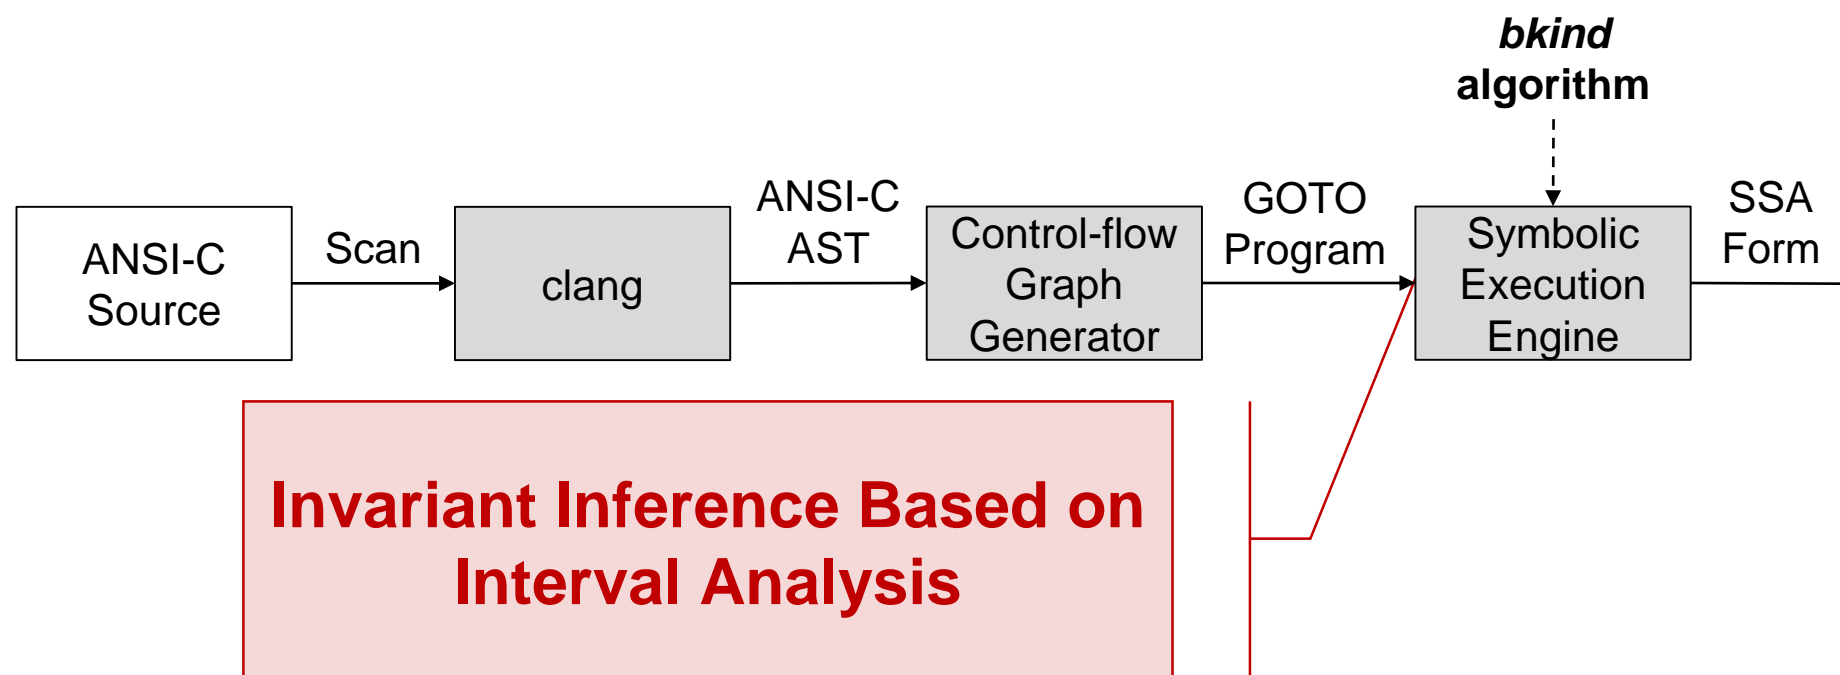 bkind
algorithm
ANSI-C
Source
Scan
clang
ANSI-C
AST
Control-flow
Graph
Generator
GOTO
Program
Symbolic
Execution
Engine
SSA
Form
Invariant Inference Based on
Interval Analysis